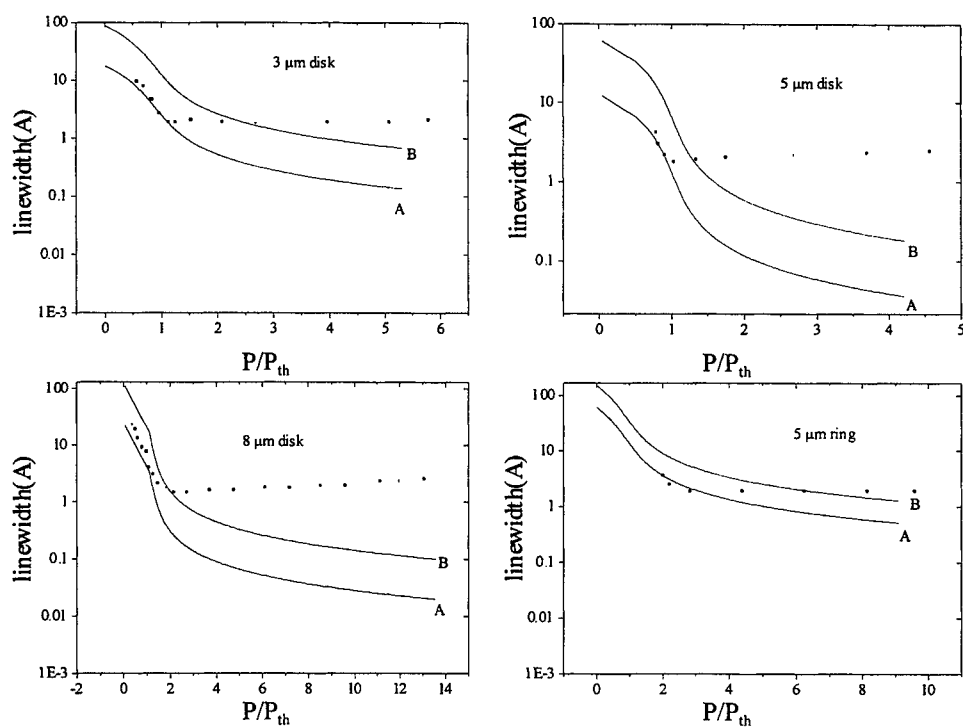 linewidth(A)
100
10
1
0.1
0.01
1E-3
3 μm disk
B
A
0 1 2 3 4 5 6
P/P_th
linewidth(A)
100
10
1
0.1
5 μm disk
B
A
0 1 2 3 4 5
P/P_th
linewidth(A)
100
10
1
0.1
0.01
1E-3
8 μm disk
B
A
-2 0 2 4 6 8 10 12 14
P/P_th
linewidth(A)
100
10
1
0.1
0.01
1E-3
5 μm ring
B
A
0 2 4 6 8 10
P/P_th